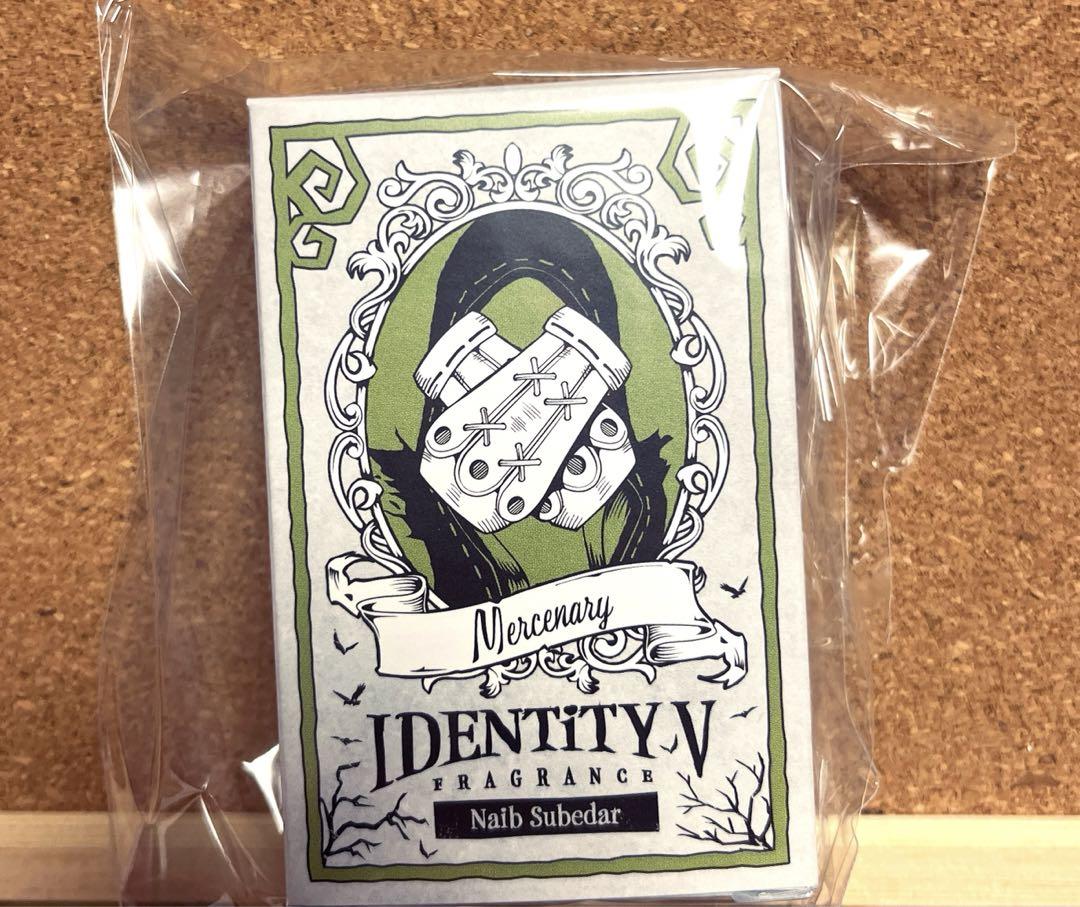 Mercenary
IDENTiTY V
FRAGRANCE
Naib Subedar